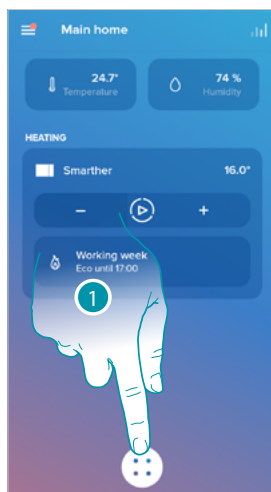 Main home
24.7°
Temperature
74 %
Humidity
HEATING
Smarther
16.0°
− +
Working week
Eco until 17:00
1